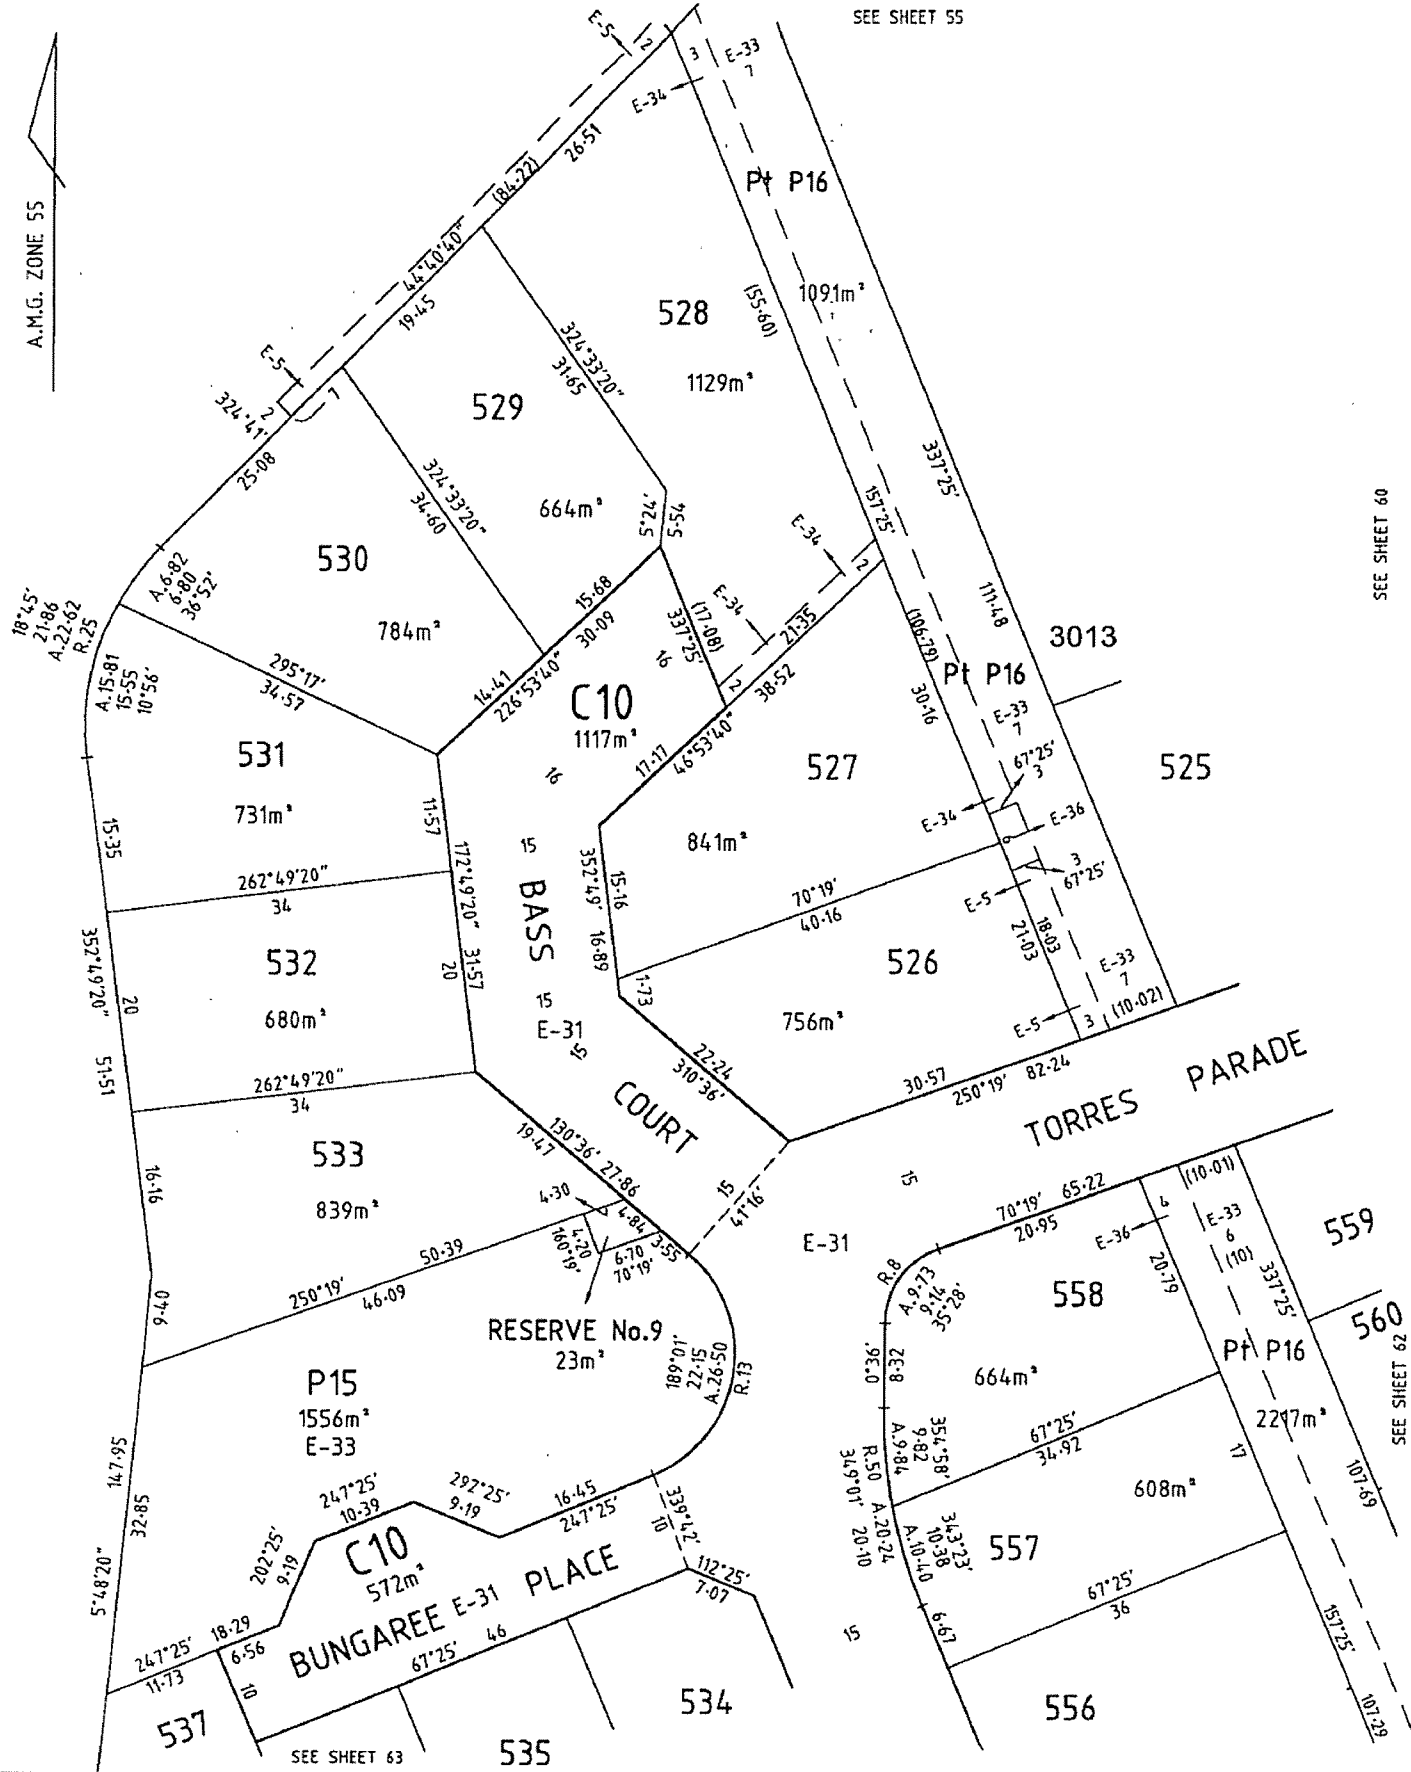 SEE SHEET 55
A.M.G. ZONE 55
E-5
2
3
E-33
7
E-34
26·51
(84·22)
44°40'40"
19·45
Pt P16
1091m²
(55·60)
528
1129m²
324°33'20"
31·65
E-5
2
324°41'
1
25·08
529
664m²
324°33'20"
34·60
5°24'
5·54
337°25'
157°25'
111·48
SEE SHEET 60
E-34
2
530
784m²
A.6·82
6·80
36°52'
18°45'
21·86
A.22·62
R.25
A.15·81
15·55
10°56'
295°17'
34·57
15·68
30·09
14·41
226°53'40"
(17·08)
337°25'
16
E-34
21·35
2
38·52
C10
1117m²
16
17·17
46°53'40"
(106·79)
30·16
3013
Pt P16
E-33
7
67°25'
3
525
531
731m²
15·35
11·57
172°49'20"
31·57
20
527
841m²
E-34
E-36
6
3
67°25'
E-5
15
BASS
15
E-31
15
COURT
352°49'
15·16
16·89
1·73
70°19'
40·16
262°49'20"
34
532
680m²
352°49'20"
20
51·51
526
756m²
18·03
21·03
E-33
7
(10·02)
E-5
3
22·24
310°36'
30·57
250°19' 82·24
TORRES PARADE
262°49'20"
34
533
839m²
16·16
130°36' 27·86
19·47
4·30
4·84
3·55
4·20
160°19'
6·70
70°19'
15
41°16'
15
E-31
70°19' 65·22
20·95
(10·01)
4
E-33
6
(10)
E-36
20·79
337°25'
559
560
SEE SHEET 62
50·39
250°19'
46·09
9·40
RESERVE No.9
23m²
189°01'
22·15
A.26·50
R.13
R.8
A.9·73
9·14
35°28'
558
664m²
0°36'
8·32
Pt P16
2217m²
P15
1556m²
E-33
147·95
32·85
5°48'20"
354°58'
9·82
A.9·84
R.50
349°01'
A.20·24
20·10
343°23'
10·38
A.10·40
67°25'
34·92
17
107·69
608m²
557
247°25'
10·39
292°25'
9·19
16·45
247°25'
202°25'
9·19
C10
572m²
BUNGAREE E-31 PLACE
339°42'
10
112°25'
7·07
247°25'
11·73
18·29
6·56
10
67°25'
46
15
6·67
67°25'
36
157°25'
107·29
537
SEE SHEET 63
535
534
556